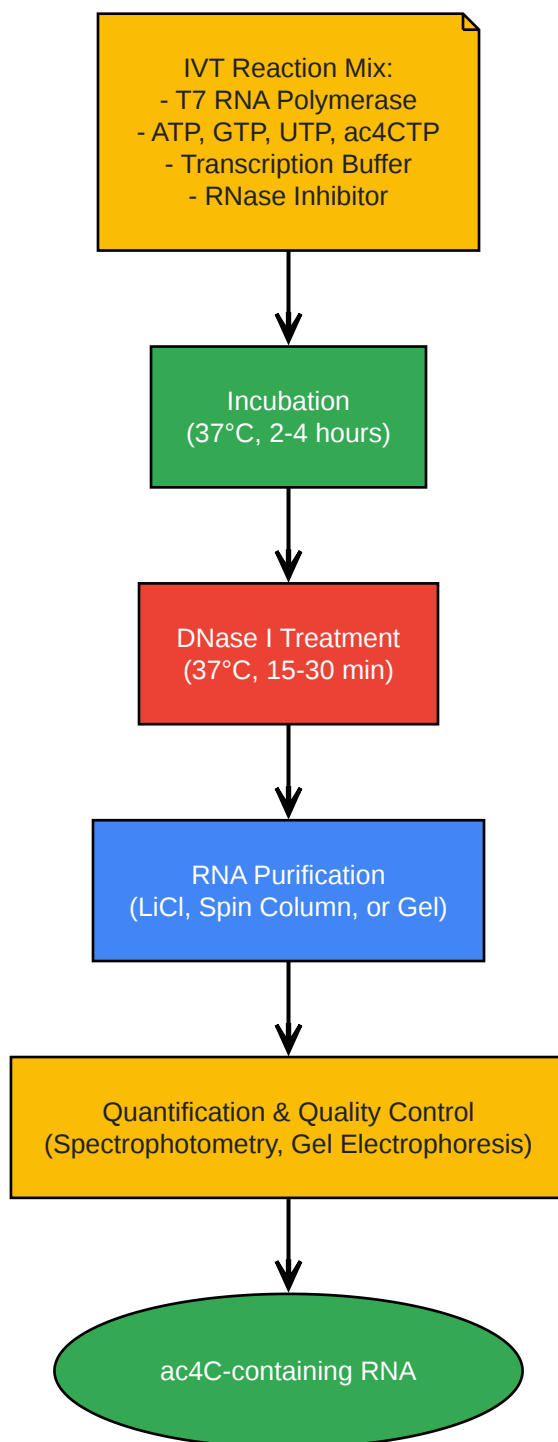 IVT Reaction Mix:
- T7 RNA Polymerase
- ATP, GTP, UTP, ac4CTP
- Transcription Buffer
- RNase Inhibitor
Incubation
(37°C, 2-4 hours)
DNase I Treatment
(37°C, 15-30 min)
RNA Purification
(LiCl, Spin Column, or Gel)
Quantification & Quality Control
(Spectrophotometry, Gel Electrophoresis)
ac4C-containing RNA